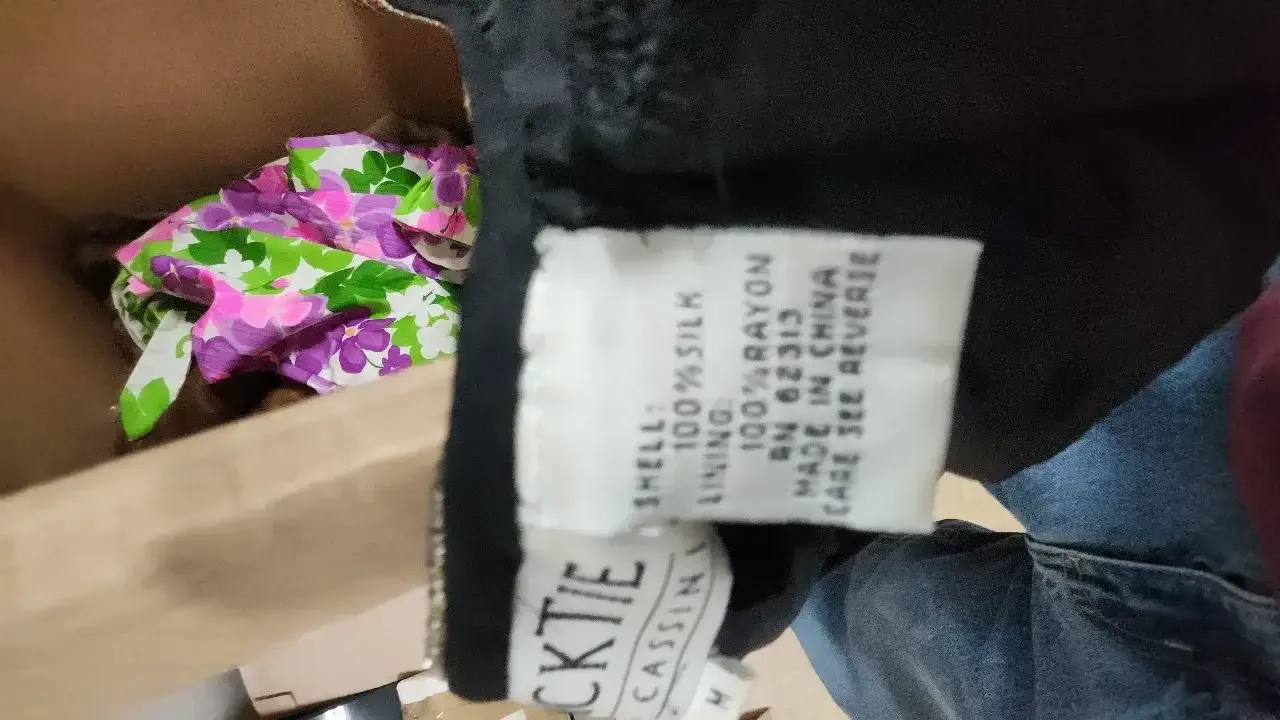 SHELL:
100%SILK
LINING:
100%RAYON
RN 62313
MADE IN CHINA
CARE SEE REVERSE
CKTIE
CASSIN
M